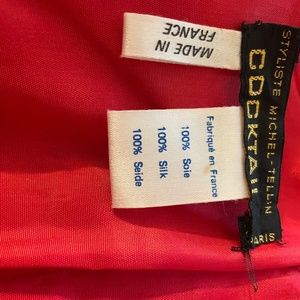 MADE IN
FRANCE
Fabriqué en France
100% Soie
100% Silk
100% Seide
STYLISTE MICHEL-TELLIN
COCKTAIL
PARIS